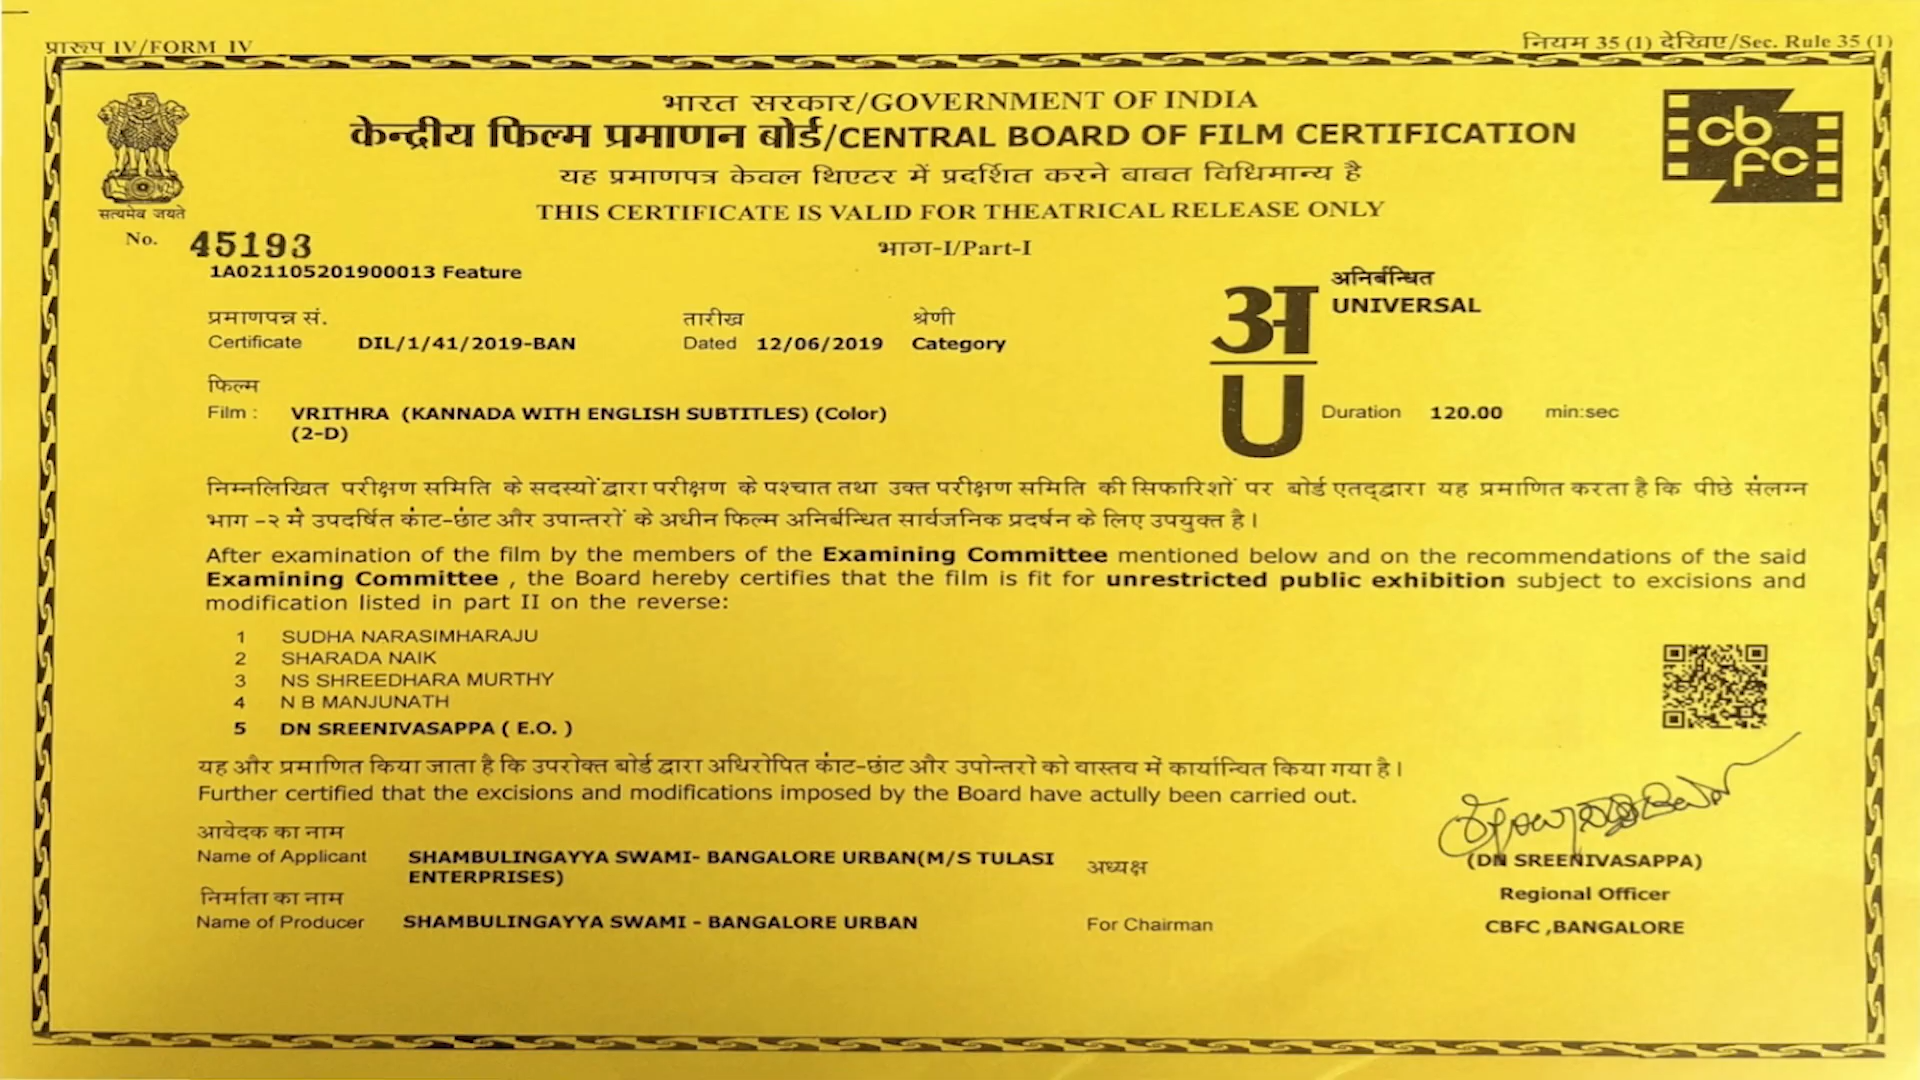 प्रारूप IV/FORM IV
नियम 35 (1) देखिए/Sec. Rule 35 (1)
भारत सरकार/GOVERNMENT OF INDIA
केन्द्रीय फिल्म प्रमाणन बोर्ड/CENTRAL BOARD OF FILM CERTIFICATION
यह प्रमाणपत्र केवल थिएटर में प्रदर्शित करने बाबत विधिमान्य है
THIS CERTIFICATE IS VALID FOR THEATRICAL RELEASE ONLY
सत्यमेव जयते
cb
fc
No. 45193
भाग-I/Part-I
1A021105201900013 Feature
अनिर्बन्धित
UNIVERSAL
अ
U
प्रमाणपत्र सं. तारीख श्रेणी
Certificate DIL/1/41/2019-BAN Dated 12/06/2019 Category
फिल्म
Film : VRITHRA (KANNADA WITH ENGLISH SUBTITLES) (Color)
(2-D)
Duration 120.00 min:sec
निम्नलिखित परीक्षण समिति के सदस्यों द्वारा परीक्षण के पश्चात तथा उक्त परीक्षण समिति की सिफारिशों पर बोर्ड एतद्द्वारा यह प्रमाणित करता है कि पीछे संलग्न
भाग -२ में उपदर्षित कांट-छांट और उपान्तरों के अधीन फिल्म अनिर्बन्धित सार्वजनिक प्रदर्षन के लिए उपयुक्त है।
After examination of the film by the members of the Examining Committee mentioned below and on the recommendations of the said
Examining Committee , the Board hereby certifies that the film is fit for unrestricted public exhibition subject to excisions and
modification listed in part II on the reverse:
1 SUDHA NARASIMHARAJU
2 SHARADA NAIK
3 NS SHREEDHARA MURTHY
4 N B MANJUNATH
5 DN SREENIVASAPPA ( E.O. )
यह और प्रमाणित किया जाता है कि उपरोक्त बोर्ड द्वारा अधिरोपित कांट-छांट और उपोन्तरों को वास्तव में कार्यान्वित किया गया है।
Further certified that the excisions and modifications imposed by the Board have actully been carried out.
आवेदक का नाम
Name of Applicant SHAMBULINGAYYA SWAMI- BANGALORE URBAN(M/S TULASI
ENTERPRISES)
अध्यक्ष
(DN SREENIVASAPPA)
निर्माता का नाम
Regional Officer
Name of Producer SHAMBULINGAYYA SWAMI - BANGALORE URBAN
For Chairman
CBFC ,BANGALORE